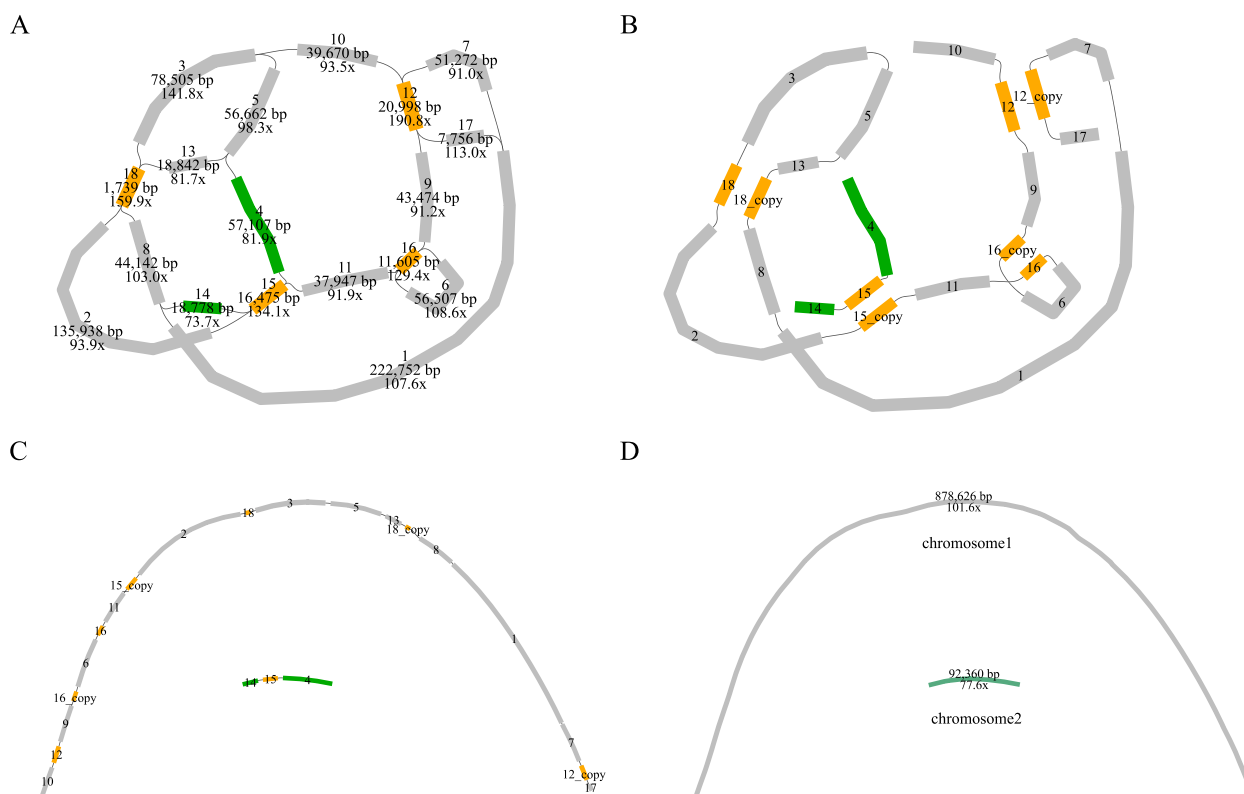 A
3
78,505 bp
141.8x
10
39,670 bp
93.5x
7
51,272 bp
91.0x
5
56,662 bp
98.3x
12
20,998 bp
190.8x
17
7,756 bp
113.0x
13
18,842 bp
81.7x
18
1,739 bp
159.9x
9
43,474 bp
91.2x
4
57,107 bp
81.9x
8
44,142 bp
103.0x
16
11,605 bp
129.4x
11
37,947 bp
91.9x
15
16,475 bp
134.1x
14
18,778 bp
73.7x
6
56,507 bp
108.6x
2
135,938 bp
93.9x
1
222,752 bp
107.6x
B
10
7
3
12_copy
12
5
17
13
18
18_copy
9
4
16_copy
8
16
15
11
14
15_copy
6
2
1
C
3
18
5
13
18_copy
2
8
15_copy
11
16
1
6
14
15
4
16_copy
9
7
12
12_copy
10
17
D
878,626 bp
101.6x
chromosome1
92,360 bp
77.6x
chromosome2